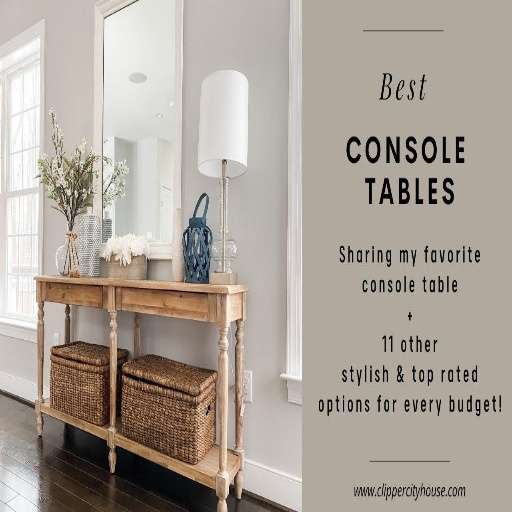 Best
CONSOLE
TABLES
Sharing my favorite
console table
+
11 other
stylish & top rated
options for every budget!
www.clippercityhouse.com